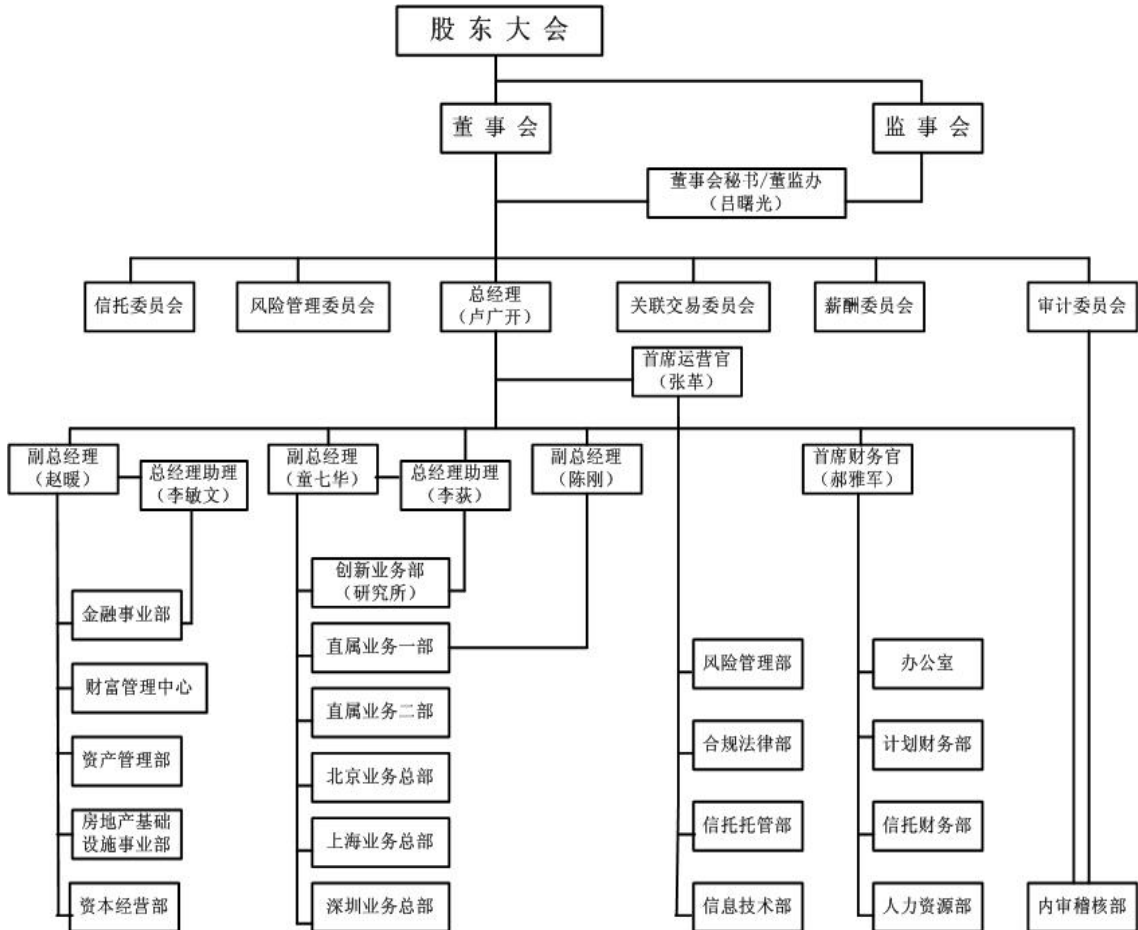 股东大会
董事会
监事会
董事会秘书/董监办
（吕曙光）
信托委员会
风险管理委员会
总经理
（卢广开）
关联交易委员会
薪酬委员会
审计委员会
首席运营官
（张革）
副总经理
（赵暖）
总经理助理
（李敏文）
副总经理
（童七华）
总经理助理
（李荻）
副总经理
（陈刚）
首席财务官
（郝雅军）
金融事业部
财富管理中心
资产管理部
房地产基础
设施事业部
资本经营部
创新业务部
（研究所）
直属业务一部
直属业务二部
北京业务总部
上海业务总部
深圳业务总部
风险管理部
合规法律部
信托托管部
信息技术部
办公室
计划财务部
信托财务部
人力资源部
内审稽核部